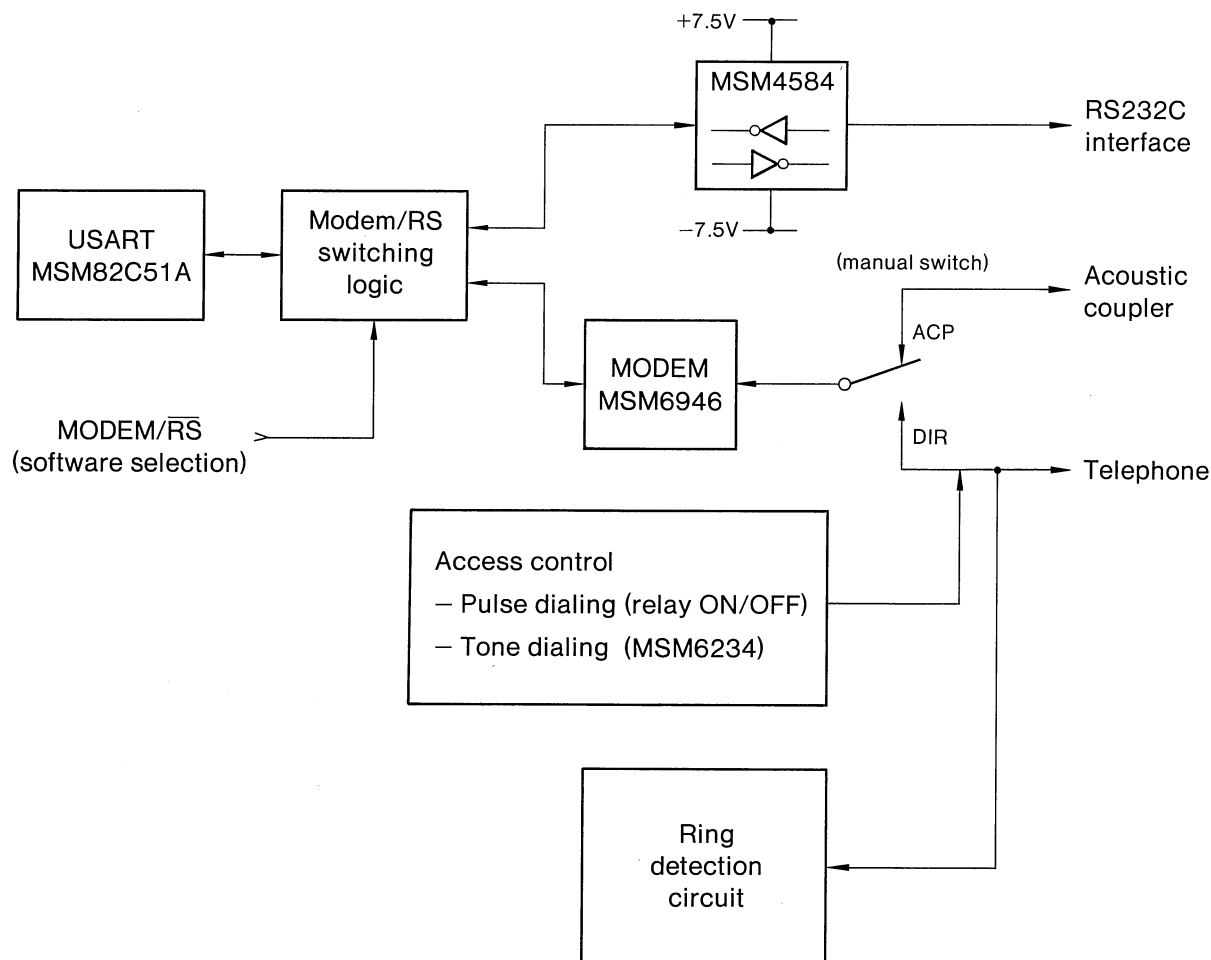 +7.5V
MSM4584
RS232C
interface
−7.5V
USART
MSM82C51A
Modem/RS
switching
logic
(manual switch)
Acoustic
coupler
ACP
MODEM
MSM6946
MODEM/R̅S̅
(software selection)
DIR
Telephone
Access control
– Pulse dialing (relay ON/OFF)
– Tone dialing (MSM6234)
Ring
detection
circuit